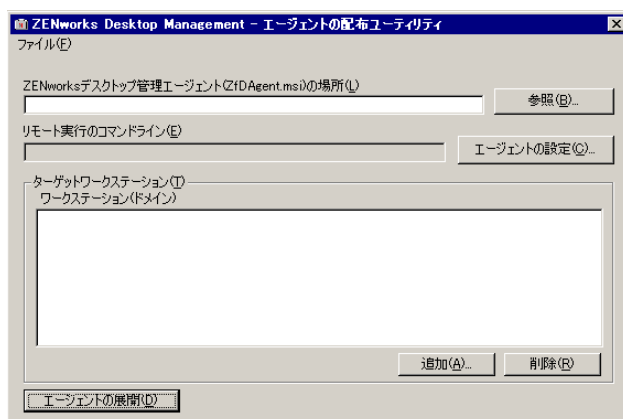 ZENworks Desktop Management - エージェントの配布ユーティリティ
ファイル(F)
ZENworksデスクトップ管理エージェント(ZfDAgent.msi)の場所(L)
参照(B)...
リモート実行のコマンドライン(E)
エージェントの設定(C)...
ターゲットワークステーション(T)
ワークステーション(ドメイン)
追加(A)...
削除(R)
エージェントの展開(D)